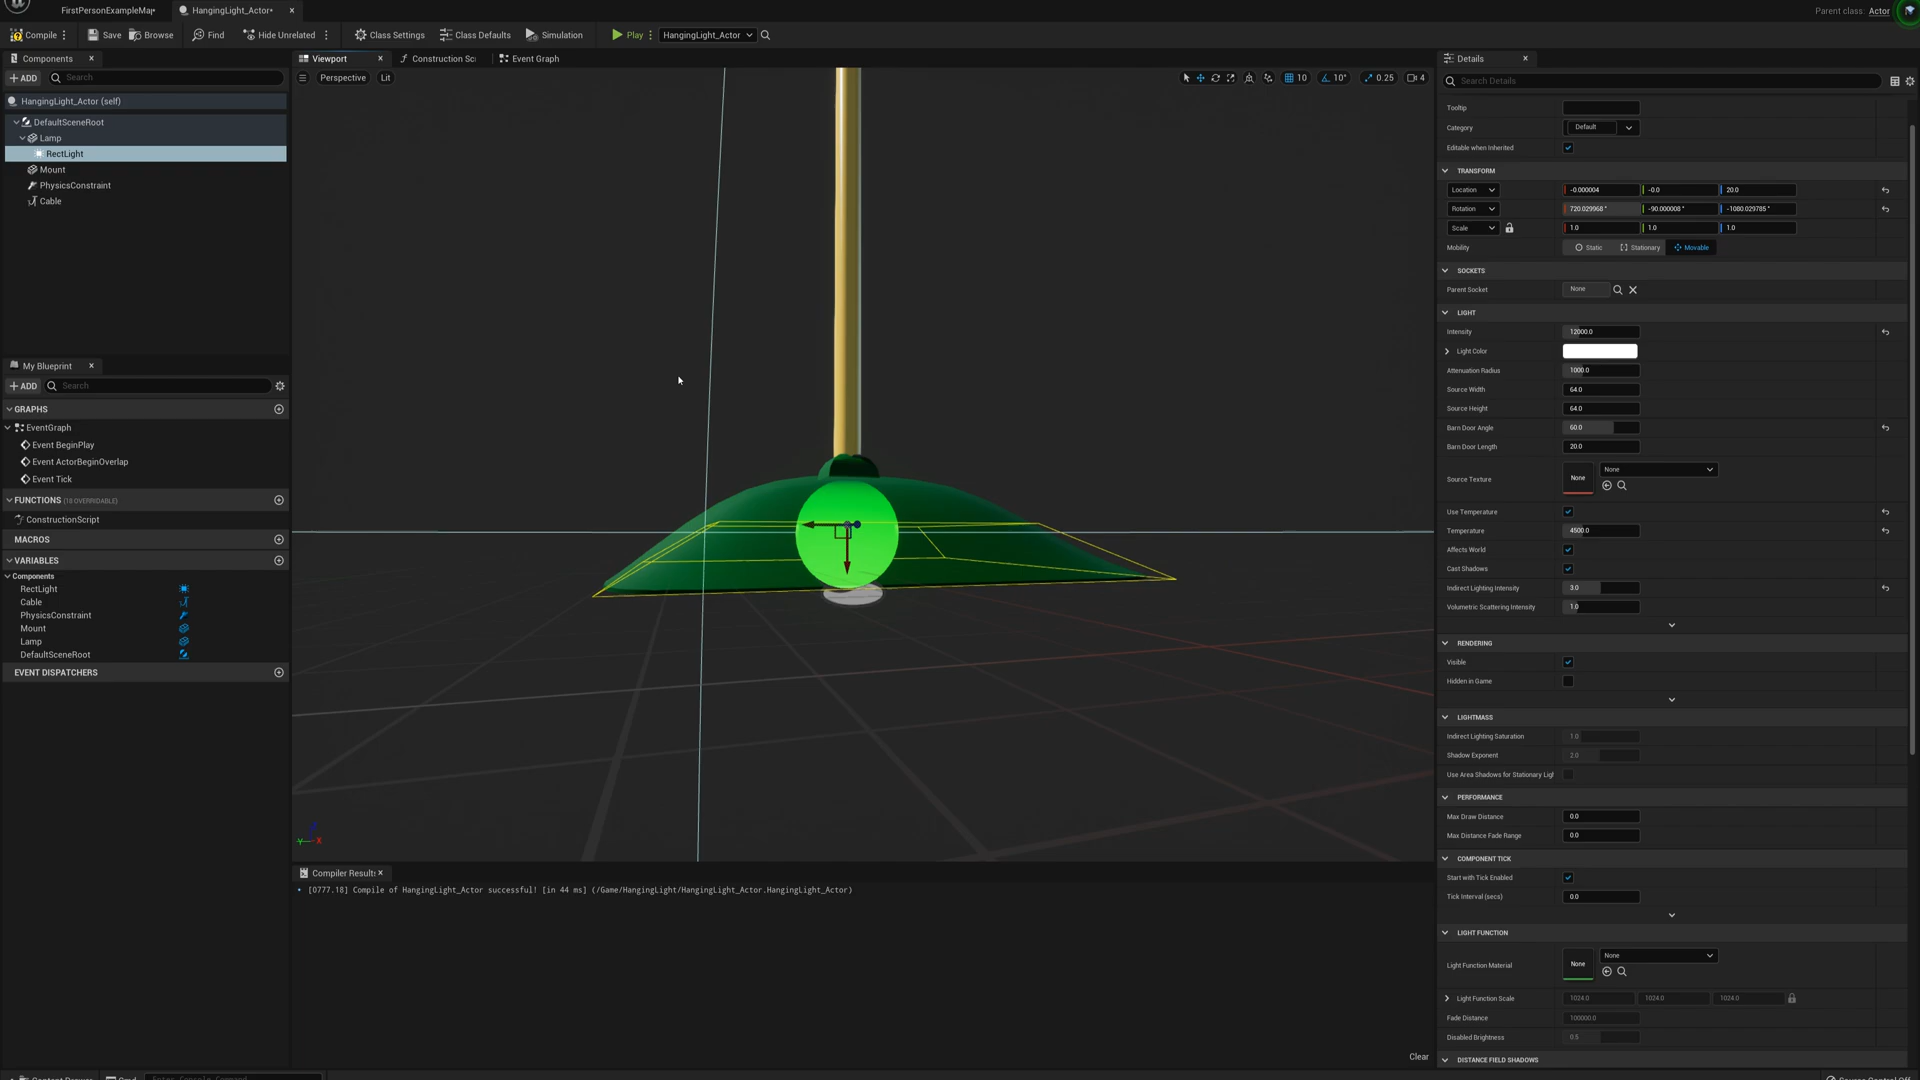 FirstPersonExampleMap
HangingLight_Actor*
Parent class: Actor
Compile
Save
Browse
Find
Hide Unrelated
Class Settings
Class Defaults
Simulation
Play
HangingLight_Actor
Components
Viewport
Construction Sc
Event Graph
Details
ADD
Search
Perspective
Lit
10
10°
0.25
4
Search Details
HangingLight_Actor (self)
DefaultSceneRoot
Lamp
RectLight
Mount
PhysicsConstraint
Cable
Tooltip
Category Default
Editable when Inherited
TRANSFORM
Location -0.000004 -0.0 20.0
Rotation 720.029968° -90.000008° -1080.029785°
Scale 1.0 1.0 1.0
Mobility Static Stationary Movable
SOCKETS
Parent Socket None
LIGHT
Intensity 12000.0
Light Color
Attenuation Radius 1000.0
Source Width 64.0
Source Height 64.0
Barn Door Angle 60.0
Barn Door Length 20.0
Source Texture None None
Use Temperature
Temperature 4500.0
Affects World
Cast Shadows
Indirect Lighting Intensity 3.0
Volumetric Scattering Intensity 1.0
RENDERING
Visible
Hidden in Game
LIGHTMASS
Indirect Lighting Saturation 1.0
Shadow Exponent 2.0
Use Area Shadows for Stationary Ligl
PERFORMANCE
Max Draw Distance 0.0
Max Distance Fade Range 0.0
COMPONENT TICK
Start with Tick Enabled
Tick Interval (secs) 0.0
LIGHT FUNCTION
Light Function Material None None
Light Function Scale 1024.0 1024.0 1024.0
Fade Distance 100000.0
Disabled Brightness 0.5
DISTANCE FIELD SHADOWS
My Blueprint
ADD
Search
GRAPHS
EventGraph
Event BeginPlay
Event ActorBeginOverlap
Event Tick
FUNCTIONS (18 OVERRIDABLE)
ConstructionScript
MACROS
VARIABLES
Components
RectLight
Cable
PhysicsConstraint
Mount
Lamp
DefaultSceneRoot
EVENT DISPATCHERS
Compiler Results
[0777.18] Compile of HangingLight_Actor successful! [in 44 ms] (/Game/HangingLight/HangingLight_Actor.HangingLight_Actor)
Clear